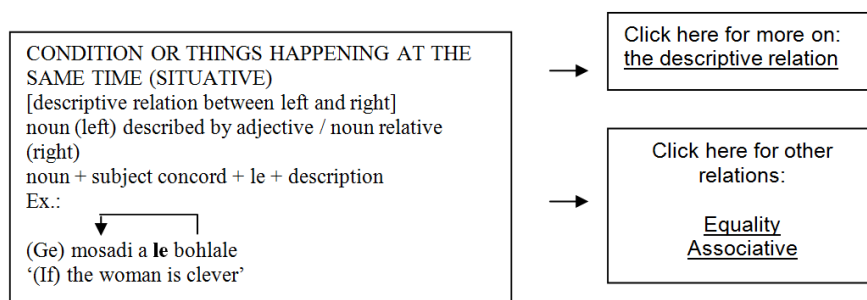 CONDITION OR THINGS HAPPENING AT THE
SAME TIME (SITUATIVE)
[descriptive relation between left and right]
noun (left) described by adjective / noun relative
(right)
noun + subject concord + le + description
Ex.:
(Ge) mosadi a le bohlale
‘(If) the woman is clever’
Click here for more on:
the descriptive relation
Click here for other
relations:
Equality
Associative